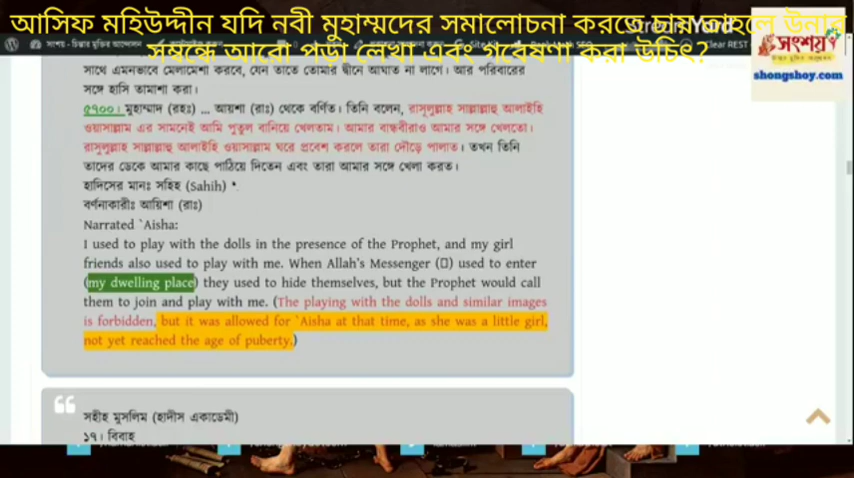 আসিফ মহিউদ্দীন যদি নবী মুহাম্মদের সমালোচনা করতে চায় তাহলে উনার
সম্বন্ধে আরো পড়া লেখা এবং গবেষণা করা উচিৎ?
সংশয়
চিন্তার মুক্তির আন্দোলন
shongshoy.com
সংশয় - চিন্তার মুক্তির আন্দোলন
সাথে এমনভাবে মেলামেশা করবে, যেন তাতে তোমার দ্বীনে আঘাত না লাগে। আর পরিবারের
সঙ্গে হাসি তামাশা করা।
৫৭০০। মুহাম্মাদ (রহঃ) ... আয়শা (রাঃ) থেকে বর্ণিত। তিনি বলেন, রাসূলুল্লাহ সাল্লাল্লাহু আলাইহি
ওয়াসাল্লাম এর সামনেই আমি পুতুল বানিয়ে খেলতাম। আমার বান্ধবীরাও আমার সঙ্গে খেলতো।
রাসূলুল্লাহ সাল্লাল্লাহু আলাইহি ওয়াসাল্লাম ঘরে প্রবেশ করলে তারা দৌড়ে পালাত। তখন তিনি
তাদের ডেকে আমার কাছে পাঠিয়ে দিতেন এবং তারা আমার সঙ্গে খেলা করত।
হাদিসের মানঃ সহিহ (Sahih)
বর্ণনাকারীঃ আয়িশা (রাঃ)
Narrated `Aisha:
I used to play with the dolls in the presence of the Prophet, and my girl
friends also used to play with me. When Allah's Messenger (▯) used to enter
(my dwelling place) they used to hide themselves, but the Prophet would call
them to join and play with me. (The playing with the dolls and similar images
is forbidden, but it was allowed for `Aisha at that time, as she was a little girl,
not yet reached the age of puberty.)
সহীহ মুসলিম (হাদীস একাডেমী)
১৭। বিবাহ